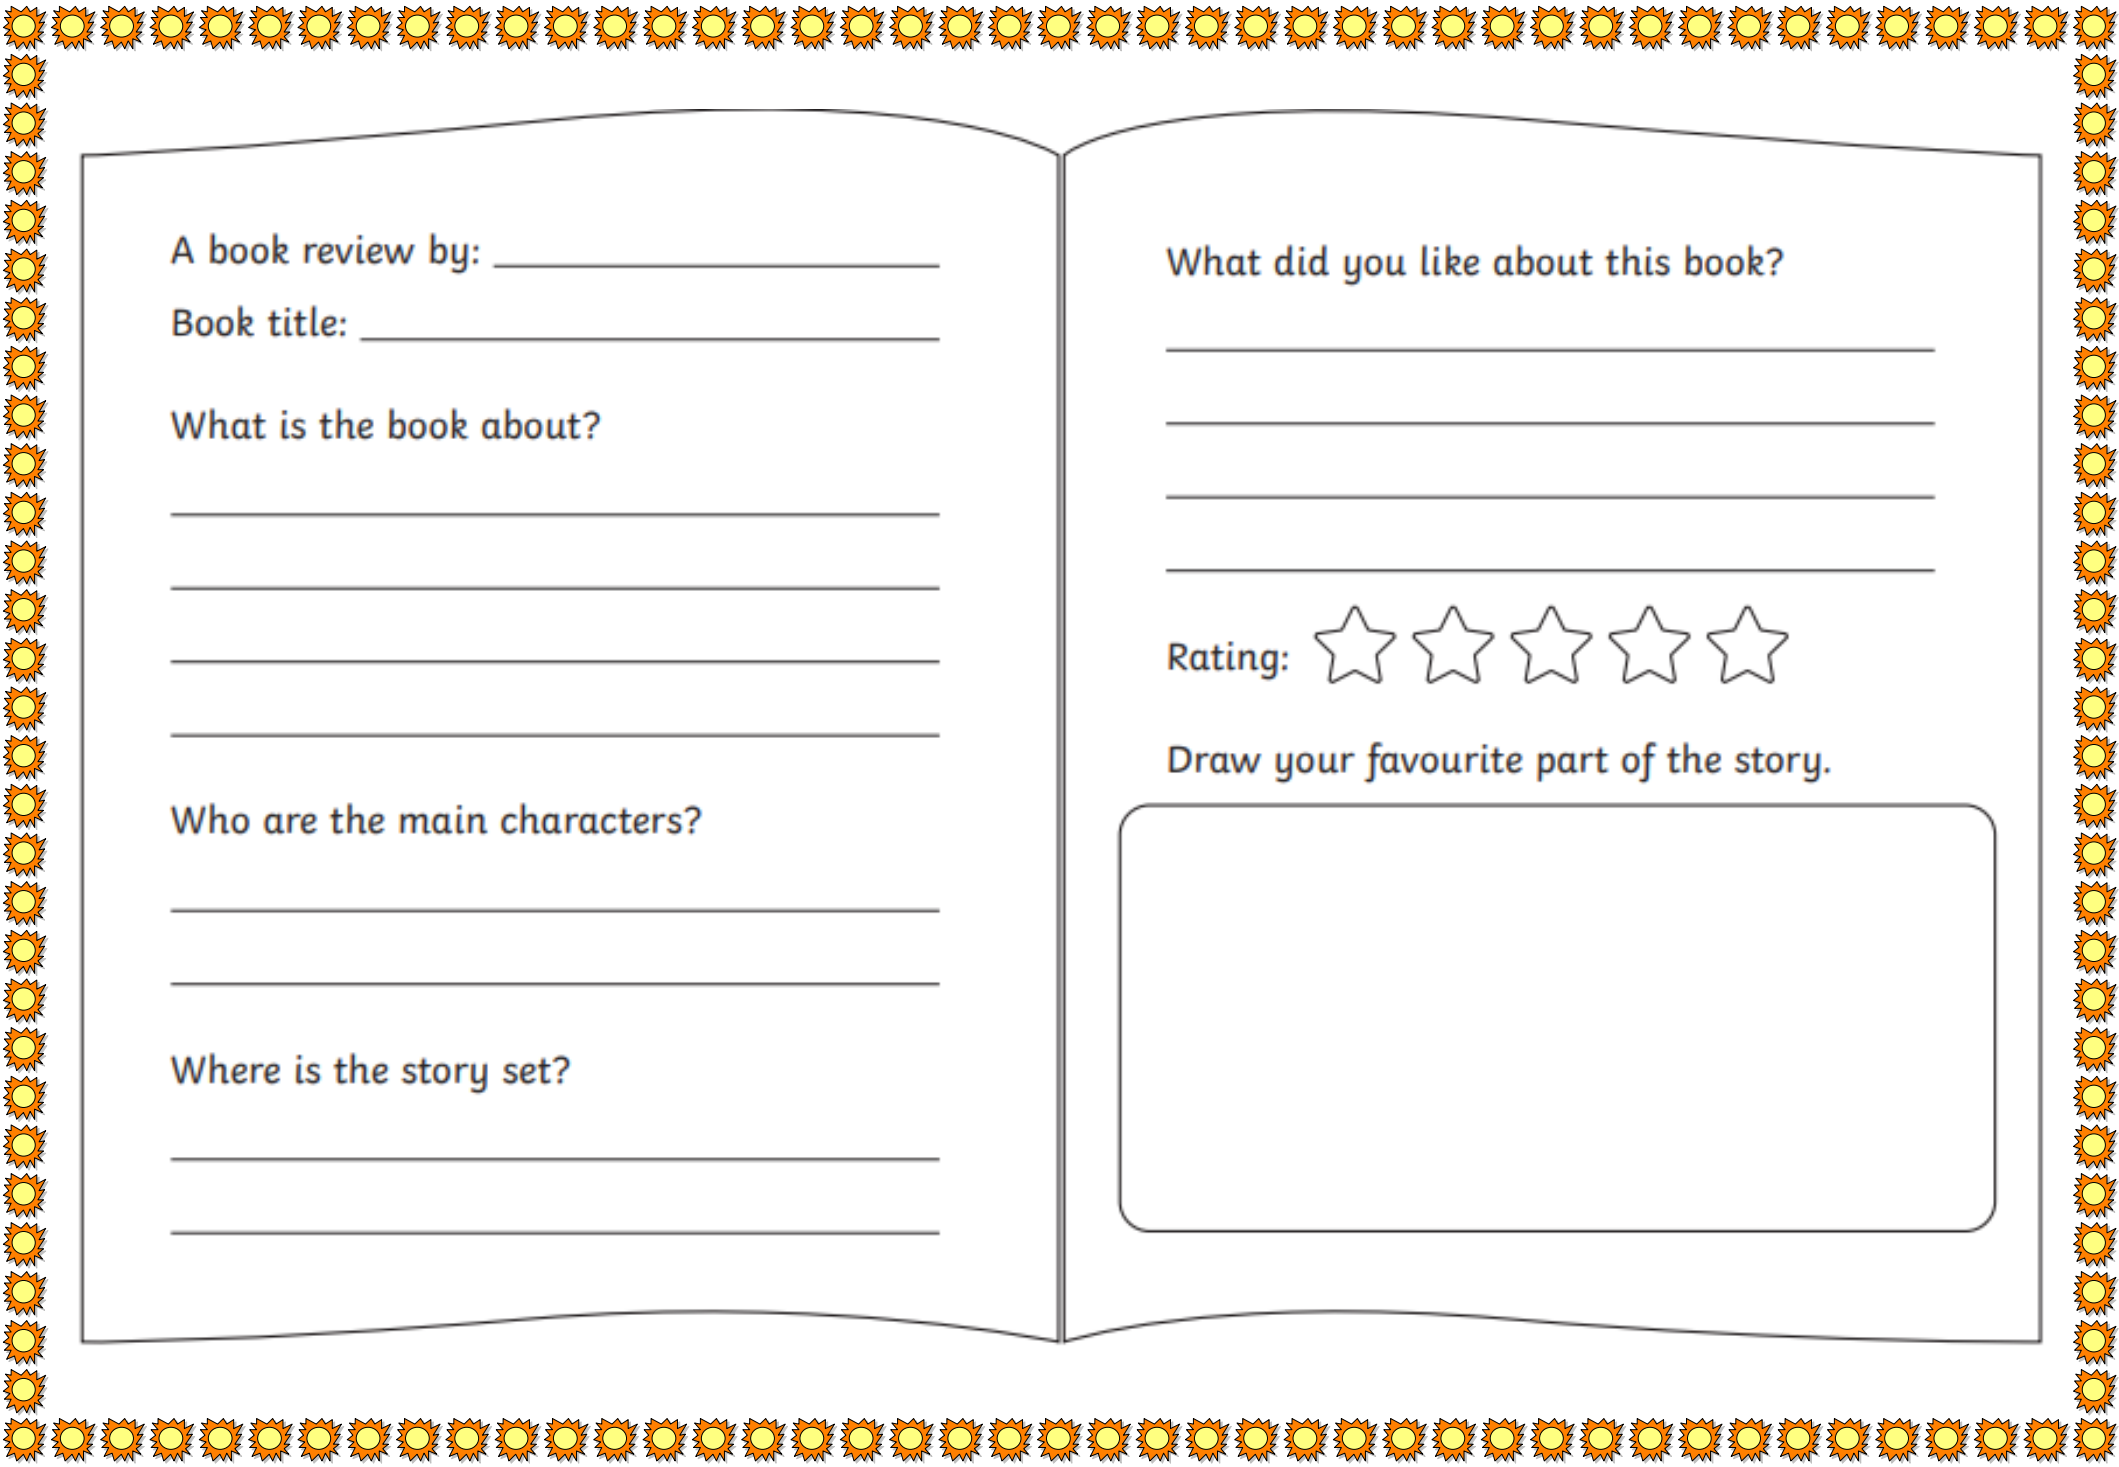 A book review by:
Book title:
What is the book about?
Who are the main characters?
Where is the story set?
What did you like about this book?
Rating:
Draw your favourite part of the story.